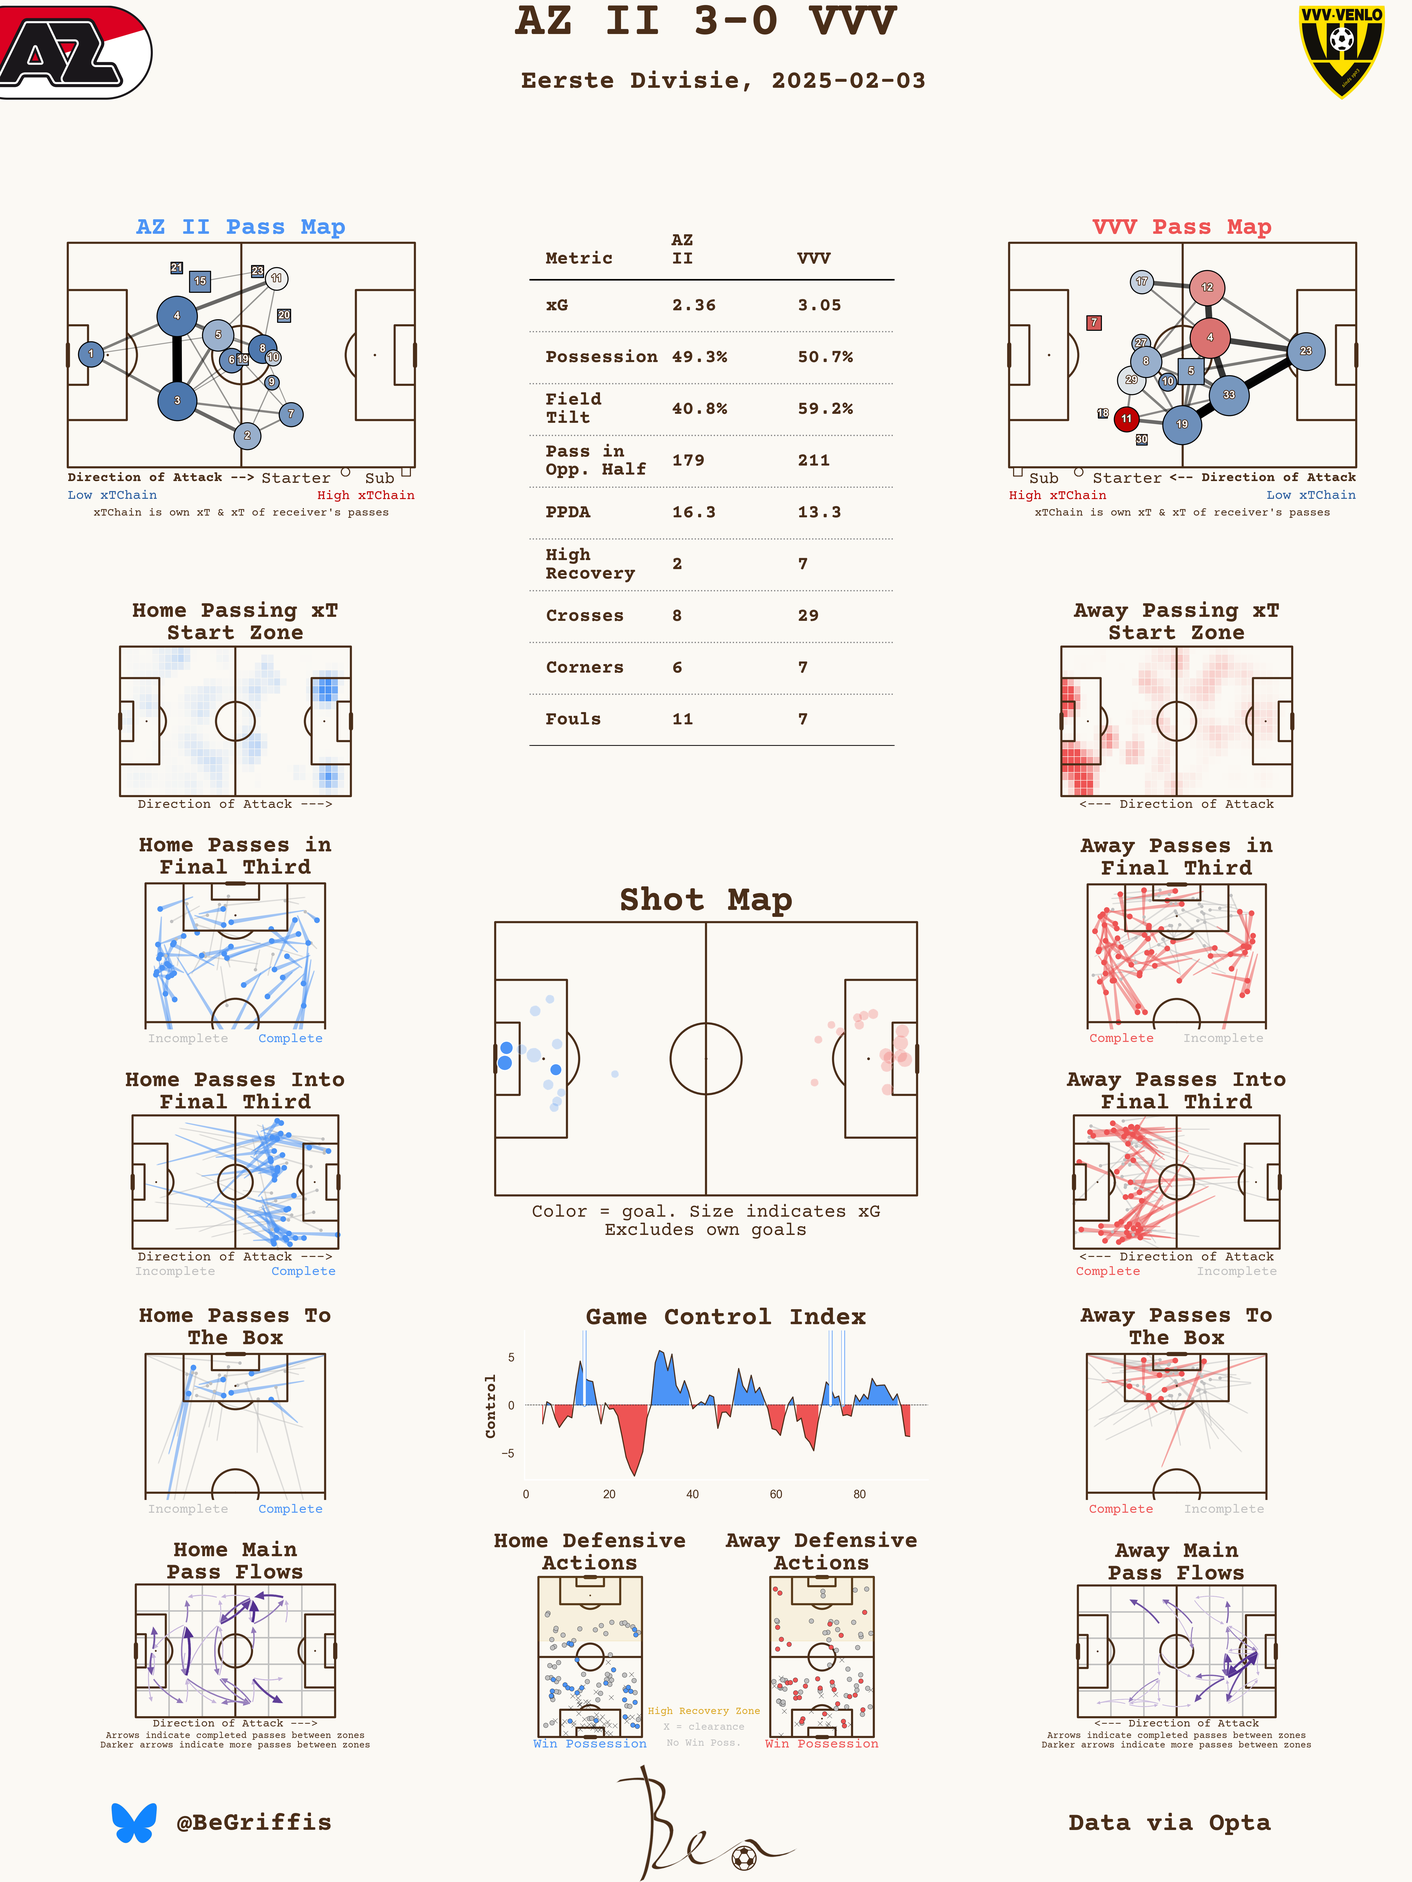 AZ II 3-0 VVV
Eerste Divisie, 2025-02-03
AZ
VVV-VENLO
AZ II Pass Map
21
15
23
11
4
20
5
1
6
19
8
10
9
3
7
2
Direction of Attack --> Starter Sub
Low xTChain High xTChain
xTChain is own xT & xT of receiver's passes
Metric AZ II VVV
xG 2.36 3.05
Possession 49.3% 50.7%
Field Tilt 40.8% 59.2%
Pass in Opp. Half 179 211
PPDA 16.3 13.3
High Recovery 2 7
Crosses 8 29
Corners 6 7
Fouls 11 7
VVV Pass Map
17
12
7
4
27
23
8
5
29
10
33
18
11
19
30
Sub Starter <-- Direction of Attack
High xTChain Low xTChain
xTChain is own xT & xT of receiver's passes
Home Passing xT
Start Zone
Direction of Attack --->
Away Passing xT
Start Zone
<--- Direction of Attack
Home Passes in
Final Third
Incomplete Complete
Shot Map
Color = goal. Size indicates xG
Excludes own goals
Away Passes in
Final Third
Complete Incomplete
Home Passes Into
Final Third
Direction of Attack --->
Incomplete Complete
Away Passes Into
Final Third
<--- Direction of Attack
Complete Incomplete
Home Passes To
The Box
Incomplete Complete
Game Control Index
Control
5
0
−5
0 20 40 60 80
Away Passes To
The Box
Complete Incomplete
Home Main
Pass Flows
Direction of Attack --->
Arrows indicate completed passes between zones
Darker arrows indicate more passes between zones
Home Defensive
Actions
Win Possession
High Recovery Zone
X = clearance
No Win Poss.
Away Defensive
Actions
Win Possession
Away Main
Pass Flows
<--- Direction of Attack
Arrows indicate completed passes between zones
Darker arrows indicate more passes between zones
@BeGriffis
Ben
Data via Opta